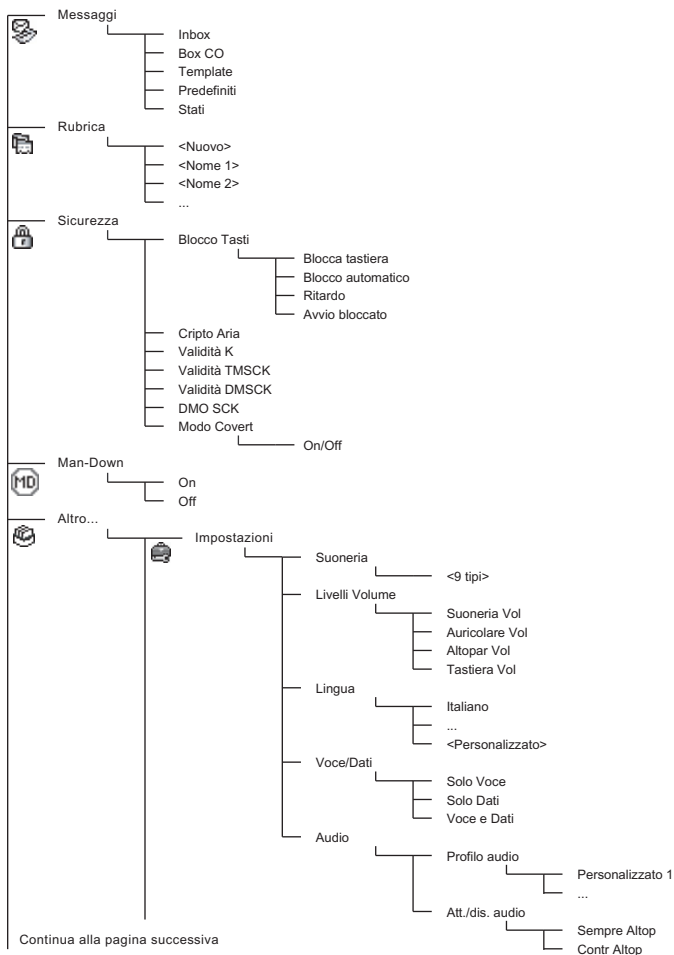 Messaggi
Inbox
Box CO
Template
Predefiniti
Stati
Rubrica
<Nuovo>
<Nome 1>
<Nome 2>
...
Sicurezza
Blocco Tasti
Blocca tastiera
Blocco automatico
Ritardo
Avvio bloccato
Cripto Aria
Validità K
Validità TMSCK
Validità DMSCK
DMO SCK
Modo Covert
On/Off
Man-Down
MD
On
Off
Altro...
Impostazioni
Suoneria
<9 tipi>
Livelli Volume
Suoneria Vol
Auricolare Vol
Altopar Vol
Tastiera Vol
Lingua
Italiano
...
<Personalizzato>
Voce/Dati
Solo Voce
Solo Dati
Voce e Dati
Audio
Profilo audio
Personalizzato 1
...
Att./dis. audio
Sempre Altop
Contr Altop
Continua alla pagina successiva